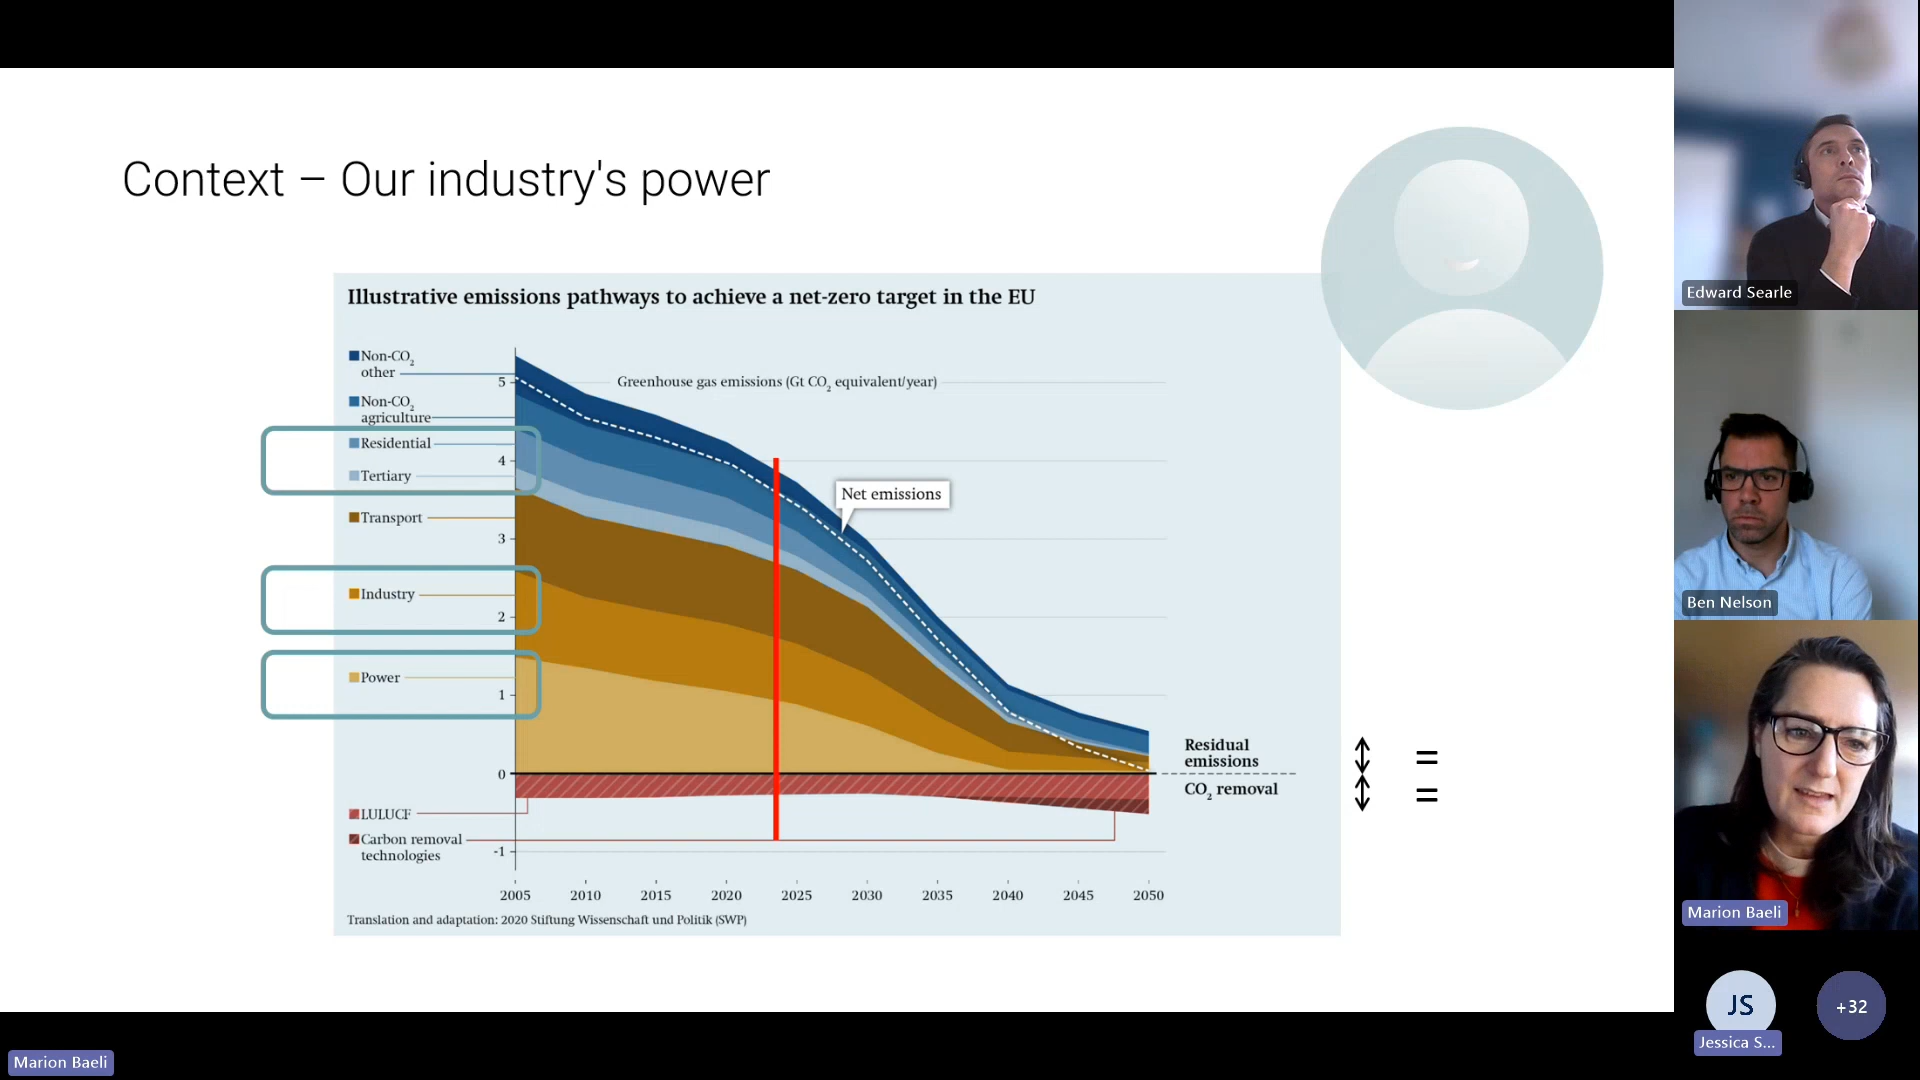 Context – Our industry's power
Illustrative emissions pathways to achieve a net-zero target in the EU
Non-CO2
other
Non-CO2
agriculture
Residential
Tertiary
Transport
Industry
Power
LULUCF
Carbon removal
technologies
5
4
3
2
1
0
-1
Greenhouse gas emissions (Gt CO2 equivalent/year)
Net emissions
Residual
emissions
CO2 removal
=
=
2005 2010 2015 2020 2025 2030 2035 2040 2045 2050
Translation and adaptation: 2020 Stiftung Wissenschaft und Politik (SWP)
Edward Searle
Ben Nelson
Marion Baeli
JS
Jessica S...
+32
Marion Baeli